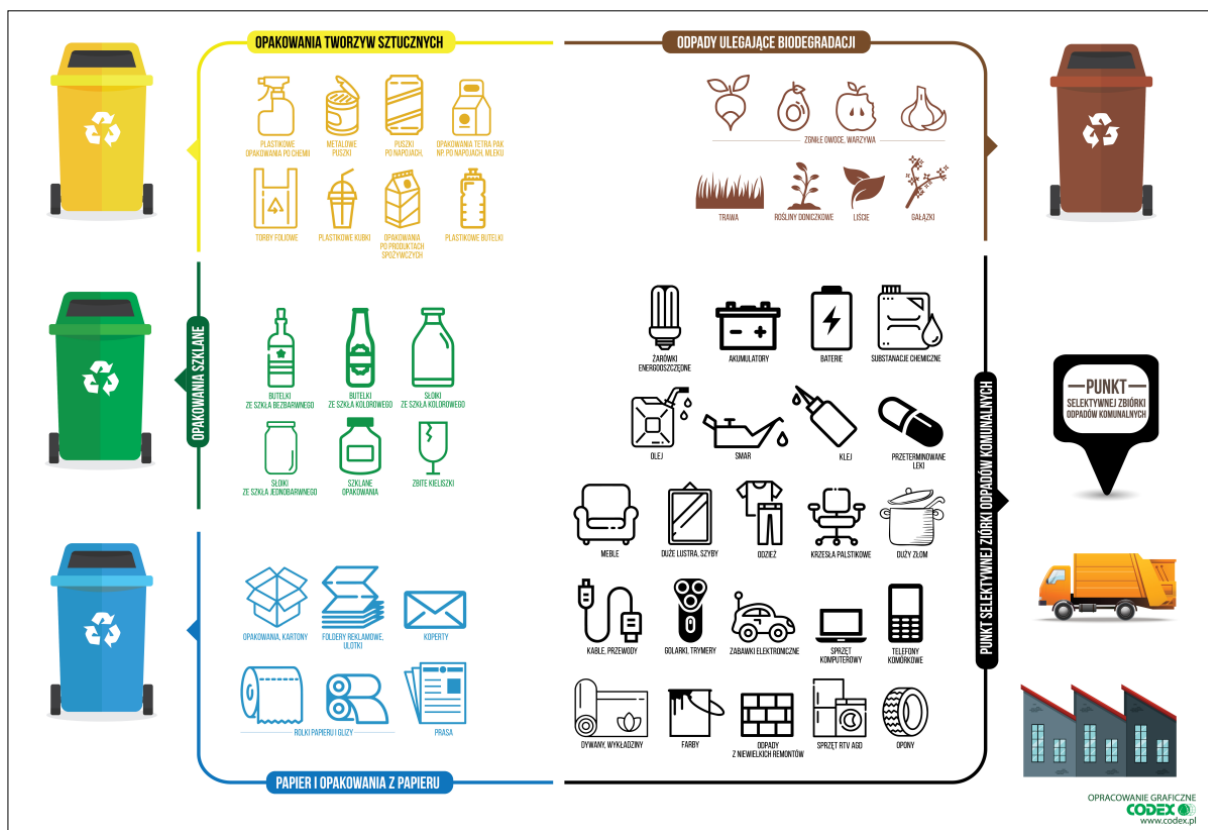 OPAKOWANIA TWORZYW SZTUCZNYCH
PLASTIKOWE
OPAKOWANIA PO CHEMII
METALOWE
PUSZKI
PUSZKI
PO NAPOJACH,
OPAKOWANIA TETRA PAK
NP. PO NAPOJACH, MLEKU
TORBY FOLIOWE
PLASTIKOWE KUBKI
OPAKOWANIA
PO PRODUKTACH
SPOŻYWCZYCH
PLASTIKOWE BUTELKI
ODPADY ULEGAJĄCE BIODEGRADACJI
ZGNIŁE OWOCE, WARZYWA
TRAWA
ROŚLINY DONICZKOWE
LIŚCIE
GAŁĄZKI
OPAKOWANIA SZKLANE
BUTELKI
ZE SZKŁA BEZBARWNEGO
BUTELKI
ZE SZKŁA KOLOROWEGO
SŁOIKI
ZE SZKŁA KOLOROWEGO
SŁOIKI
ZE SZKŁA JEDNOBARWNEGO
SZKLANE
OPAKOWANIA
ZBITE KIELISZKI
OPAKOWANIA, KARTONY
FOLDERY REKLAMOWE,
ULOTKI
KOPERTY
ROLKI PAPIERU I GLIZY
PRASA
PAPIER I OPAKOWANIA Z PAPIERU
ŻARÓWKI
ENERGOOSZCZĘDNE
AKUMULATORY
BATERIE
SUBSTANACJE CHEMICZNE
OLEJ
SMAR
KLEJ
PRZETERMINOWANE
LEKI
MEBLE
DUŻE LUSTRA, SZYBY
ODZIEŻ
KRZESŁA PALSTIKOWE
DUŻY ZŁOM
KABLE, PRZEWODY
GOLARKI, TRYMERY
ZABAWKI ELEKTRONICZNE
SPRZĘT
KOMPUTEROWY
TELEFONY
KOMÓRKOWE
DYWANY, WYKŁADZINY
FARBY
ODPADY
Z NIEWIELKICH REMONTÓW
SPRZĘT RTV AGD
OPONY
PUNKT SELEKTYWNEJ ZIÓRKI ODPADÓW KOMUNALNYCH
PUNKT
SELEKTYWNEJ ZBIÓRKI
ODPADÓW KOMUNALNYCH
OPRACOWANIE GRAFICZNE
CODEX
www.codex.pl